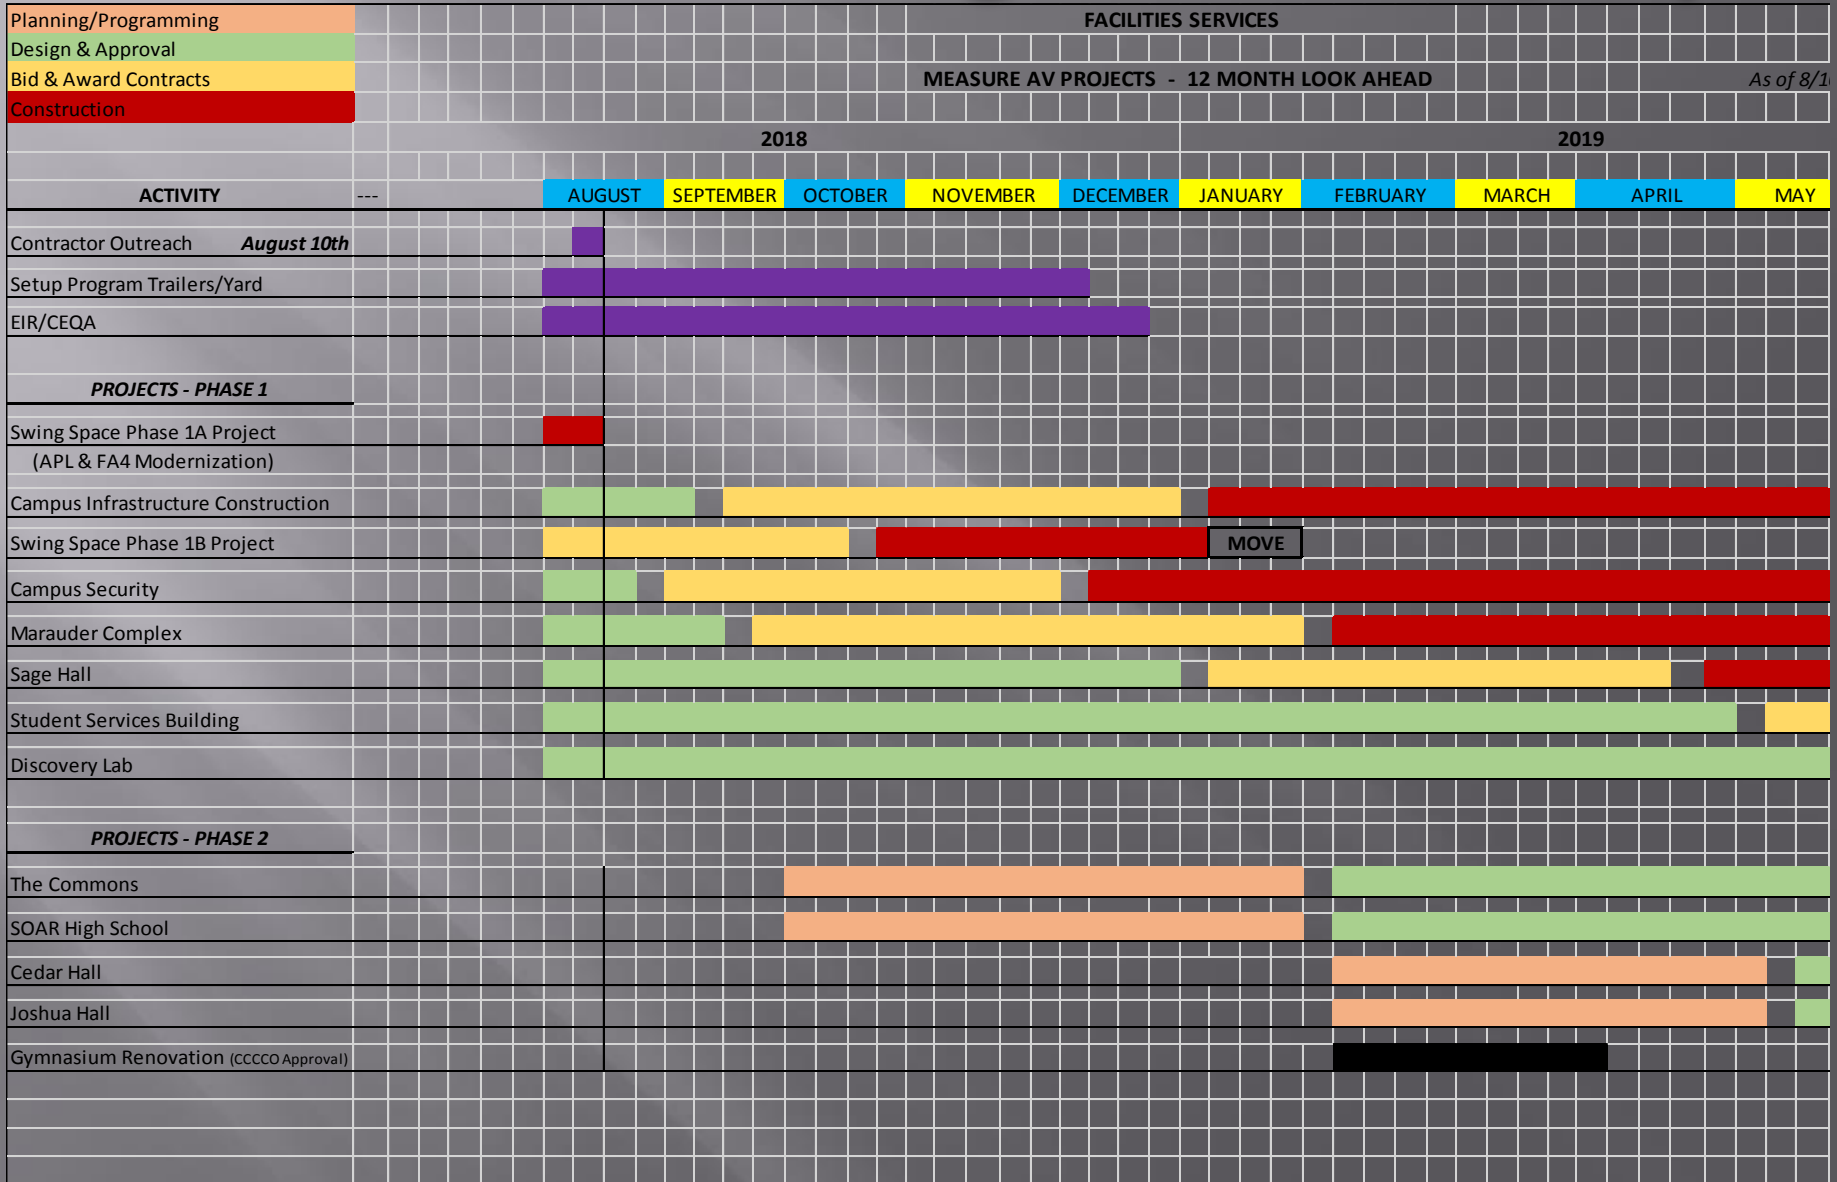 Planning/Programming
FACILITIES SERVICES
Design & Approval
Bid & Award Contracts
MEASURE AV PROJECTS - 12 MONTH LOOK AHEAD
As of 8/1
Construction
2018 2019
ACTIVITY --- AUGUST SEPTEMBER OCTOBER NOVEMBER DECEMBER JANUARY FEBRUARY MARCH APRIL MAY
Contractor Outreach August 10th
Setup Program Trailers/Yard
EIR/CEQA
PROJECTS - PHASE 1
Swing Space Phase 1A Project
(APL & FA4 Modernization)
Campus Infrastructure Construction
Swing Space Phase 1B Project MOVE
Campus Security
Marauder Complex
Sage Hall
Student Services Building
Discovery Lab
PROJECTS - PHASE 2
The Commons
SOAR High School
Cedar Hall
Joshua Hall
Gymnasium Renovation (CCCCO Approval)